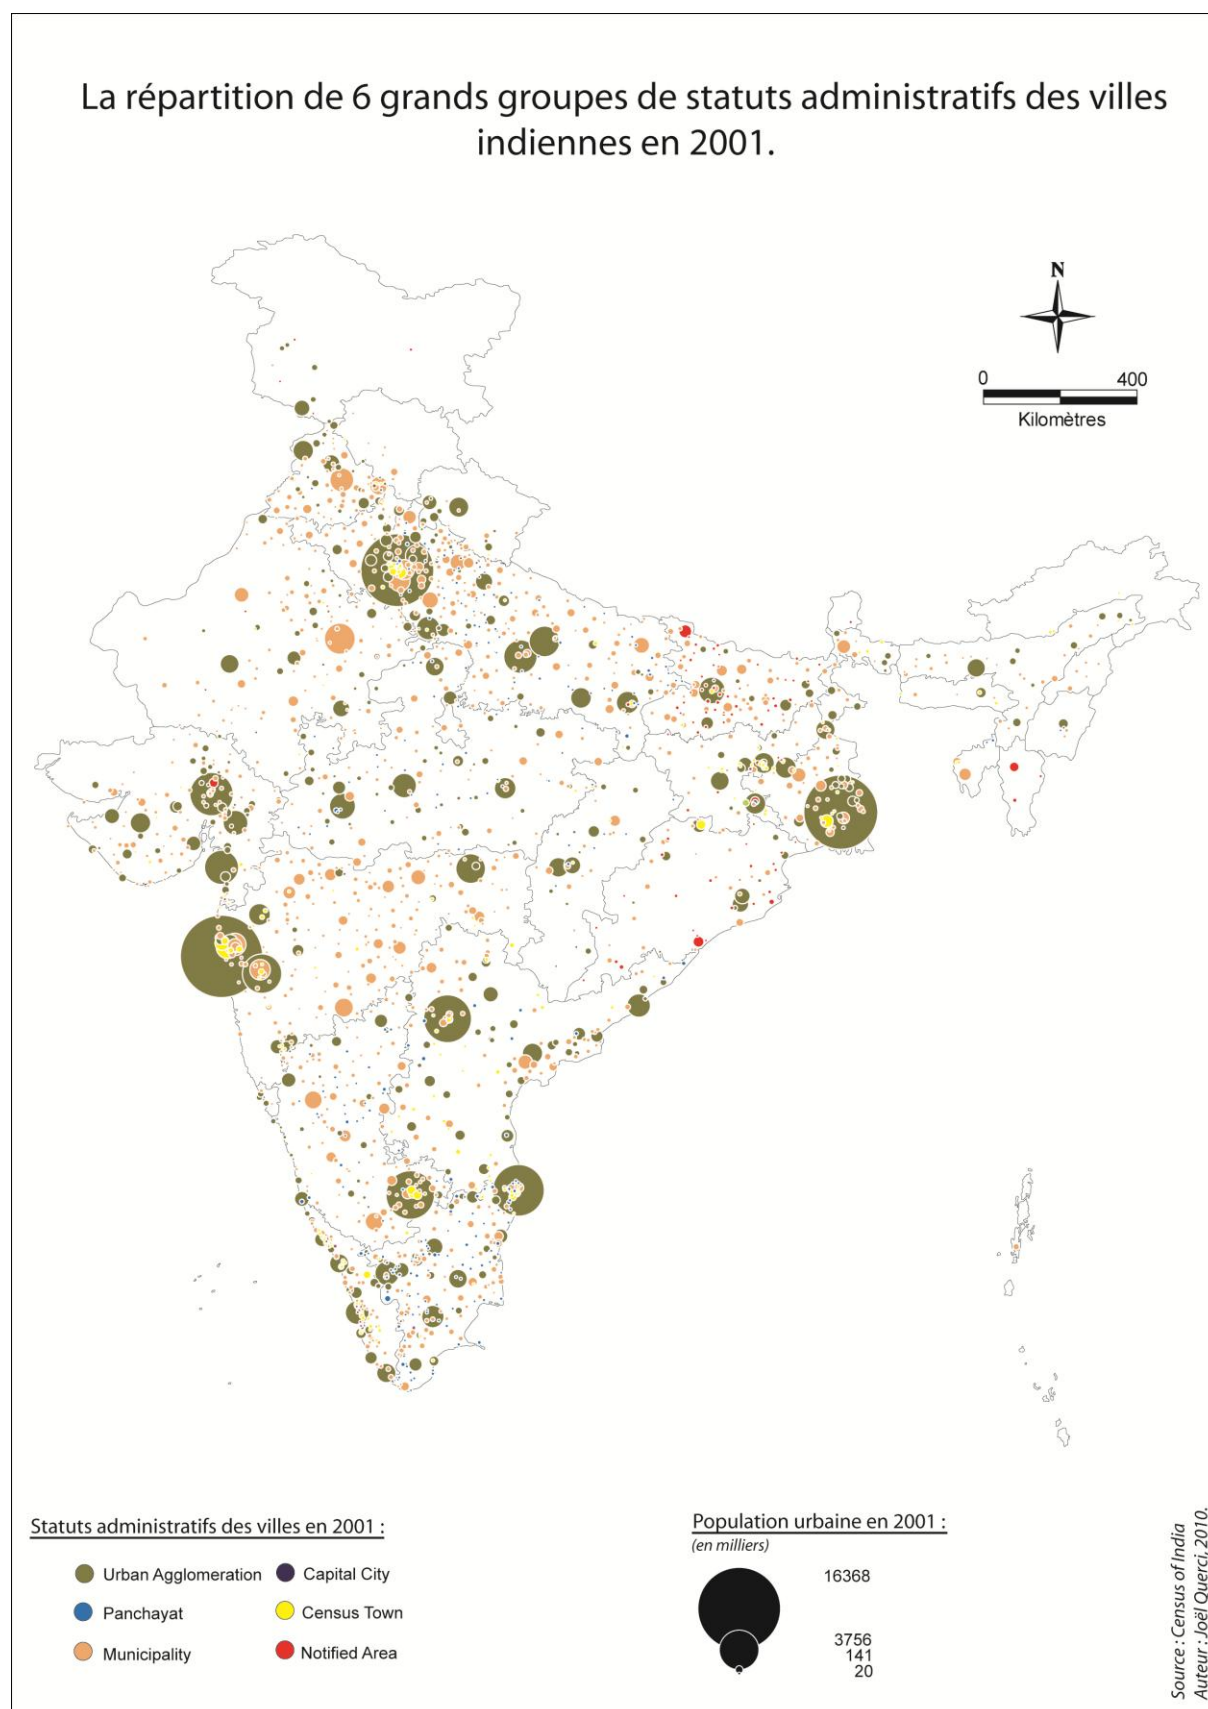 La répartition de 6 grands groupes de statuts administratifs des villes
indiennes en 2001.
N
0 400
Kilomètres
Statuts administratifs des villes en 2001 :
Urban Agglomeration
Capital City
Panchayat
Census Town
Municipality
Notified Area
Population urbaine en 2001 :
(en milliers)
16368
3756
141
20
Source : Census of India
Auteur : Joël Querci, 2010.